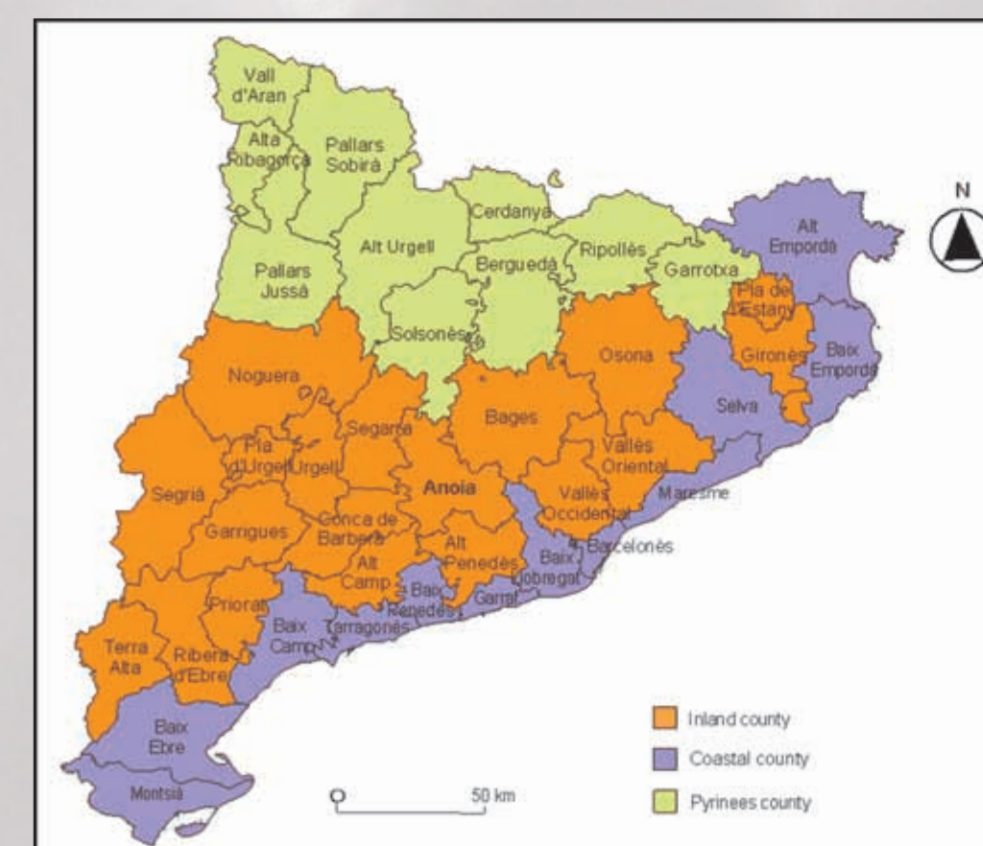 Vall
d'Aran
Alta
Ribagorça
Pallars
Sobirà
N
Cerdanya
Alt
Empordà
Alt Urgell
Ripollès
Berguedà
Garrotxa
Pallars
Jussà
Pla de
l'Estany
Solsonès
Osona
Gironès
Baix
Empordà
Noguera
Selva
Bages
Segarra
Pla
d'Urgell
Urgell
Vallès
Oriental
Segrià
Anoia
Vallès
Occidental
Maresme
Garrigues
Conca de
Barberà
Alt
Penedès
Barcelonès
Baix
Llobregat
Alt
Camp
Baix
Penedès
Garraf
Priorat
Baix
Camp
Tarragonès
Terra
Alta
Ribera
d'Ebre
Baix
Ebre
Montsià
Inland county
Coastal county
Pyrinees county
0
50 km